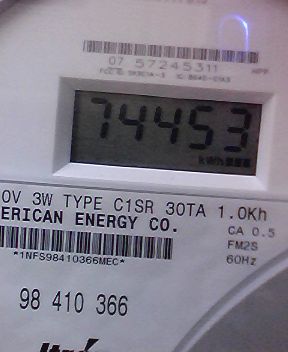 07 57245311
74453
kWh
0V 3W TYPE C1SR 30TA 1.0Kh
ERICAN ENERGY CO.
CA 0.5
FM2S
*1NFS98410366MEC*
60Hz
98 410 366